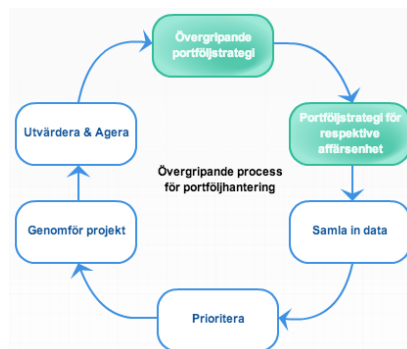 Övergripande
portföljstrategi
Portföljstrategi för
respektive
affärsenhet
Utvärdera & Agera
Övergripande process
för portföljhantering
Genomför projekt
Samla in data
Prioritera